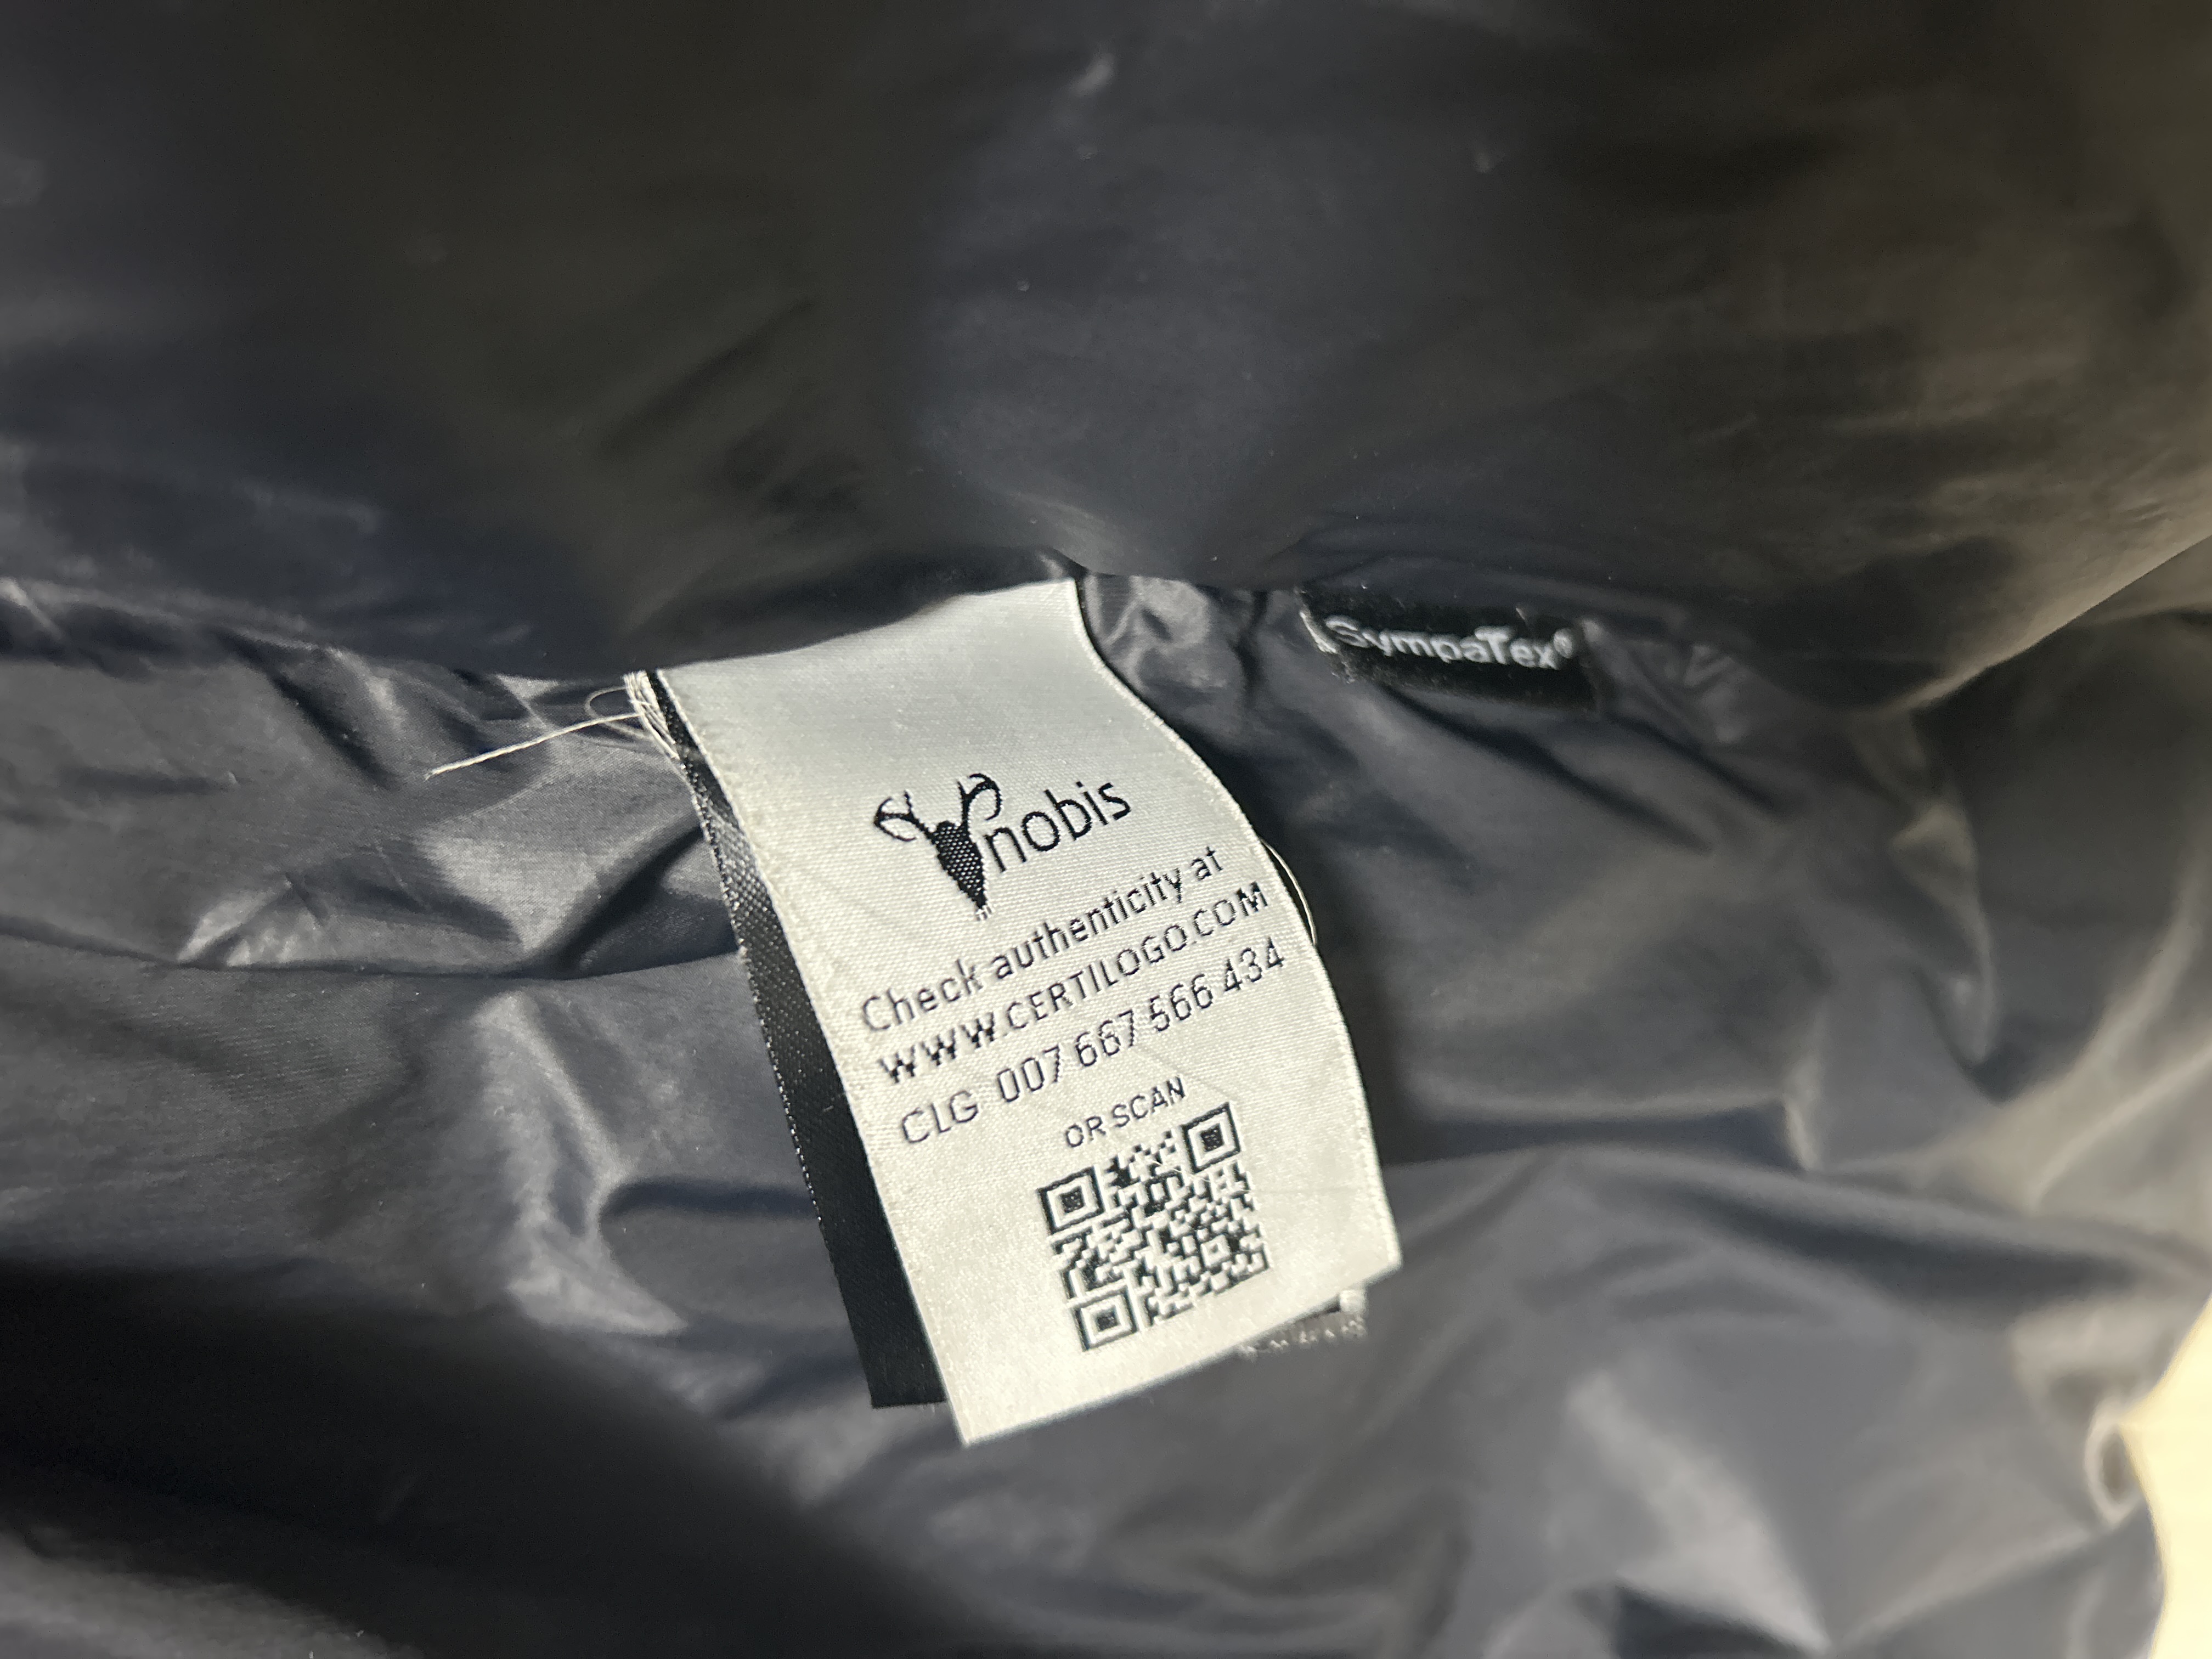 nobis
Check authenticity at
WWW.CERTILOGO.COM
CLG 007 667 566 434
OR SCAN
SympaTex®